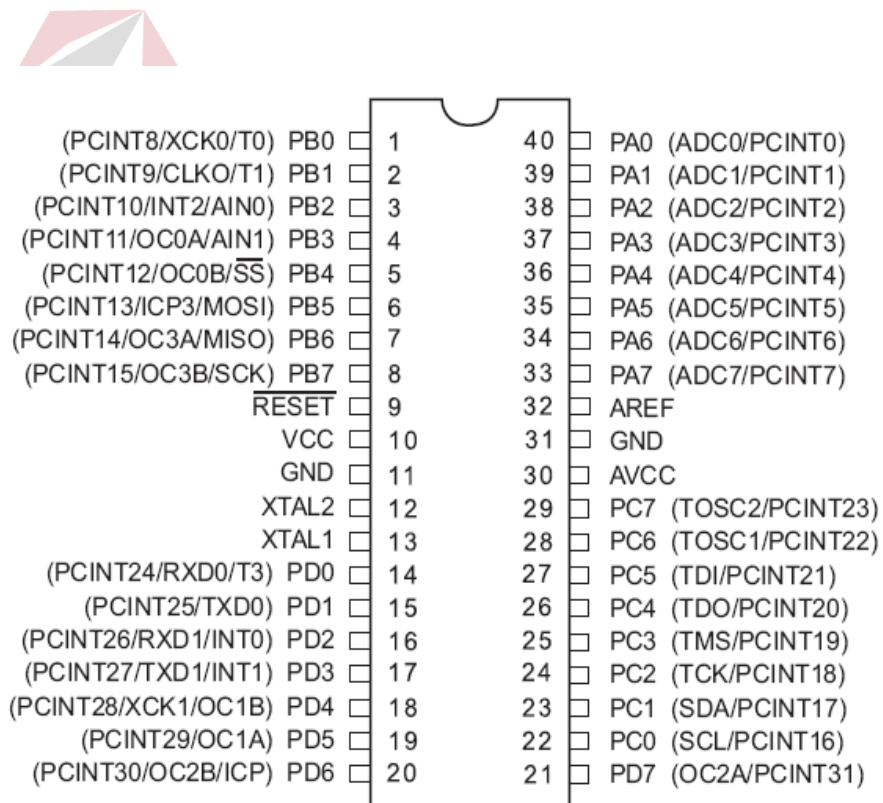 (PCINT8/XCK0/T0) PB0 1 40 PA0 (ADC0/PCINT0)
(PCINT9/CLKO/T1) PB1 2 39 PA1 (ADC1/PCINT1)
(PCINT10/INT2/AIN0) PB2 3 38 PA2 (ADC2/PCINT2)
(PCINT11/OC0A/AIN1) PB3 4 37 PA3 (ADC3/PCINT3)
(PCINT12/OC0B/SS) PB4 5 36 PA4 (ADC4/PCINT4)
(PCINT13/ICP3/MOSI) PB5 6 35 PA5 (ADC5/PCINT5)
(PCINT14/OC3A/MISO) PB6 7 34 PA6 (ADC6/PCINT6)
(PCINT15/OC3B/SCK) PB7 8 33 PA7 (ADC7/PCINT7)
RESET 9 32 AREF
VCC 10 31 GND
GND 11 30 AVCC
XTAL2 12 29 PC7 (TOSC2/PCINT23)
XTAL1 13 28 PC6 (TOSC1/PCINT22)
(PCINT24/RXD0/T3) PD0 14 27 PC5 (TDI/PCINT21)
(PCINT25/TXD0) PD1 15 26 PC4 (TDO/PCINT20)
(PCINT26/RXD1/INT0) PD2 16 25 PC3 (TMS/PCINT19)
(PCINT27/TXD1/INT1) PD3 17 24 PC2 (TCK/PCINT18)
(PCINT28/XCK1/OC1B) PD4 18 23 PC1 (SDA/PCINT17)
(PCINT29/OC1A) PD5 19 22 PC0 (SCL/PCINT16)
(PCINT30/OC2B/ICP) PD6 20 21 PD7 (OC2A/PCINT31)